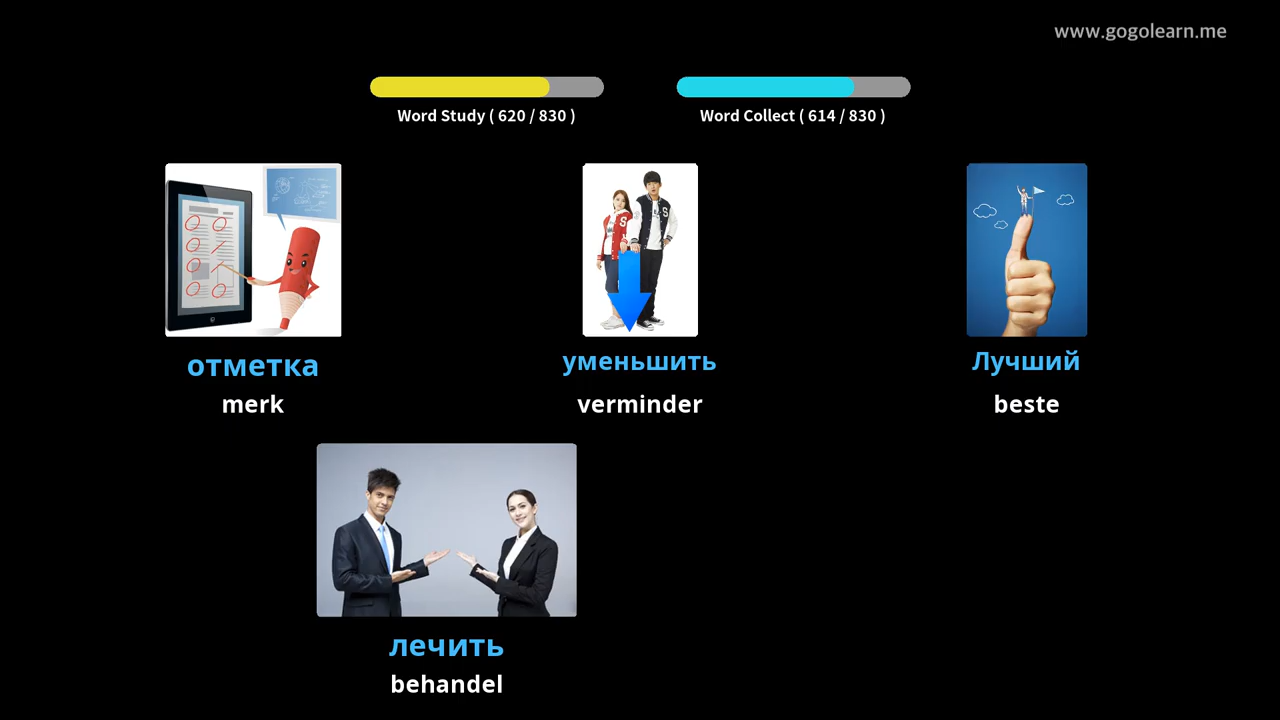 www.gogolearn.me
Word Study ( 620 / 830 )
Word Collect ( 614 / 830 )
отметка
merk
уменьшить
verminder
Лучший
beste
лечить
behandel